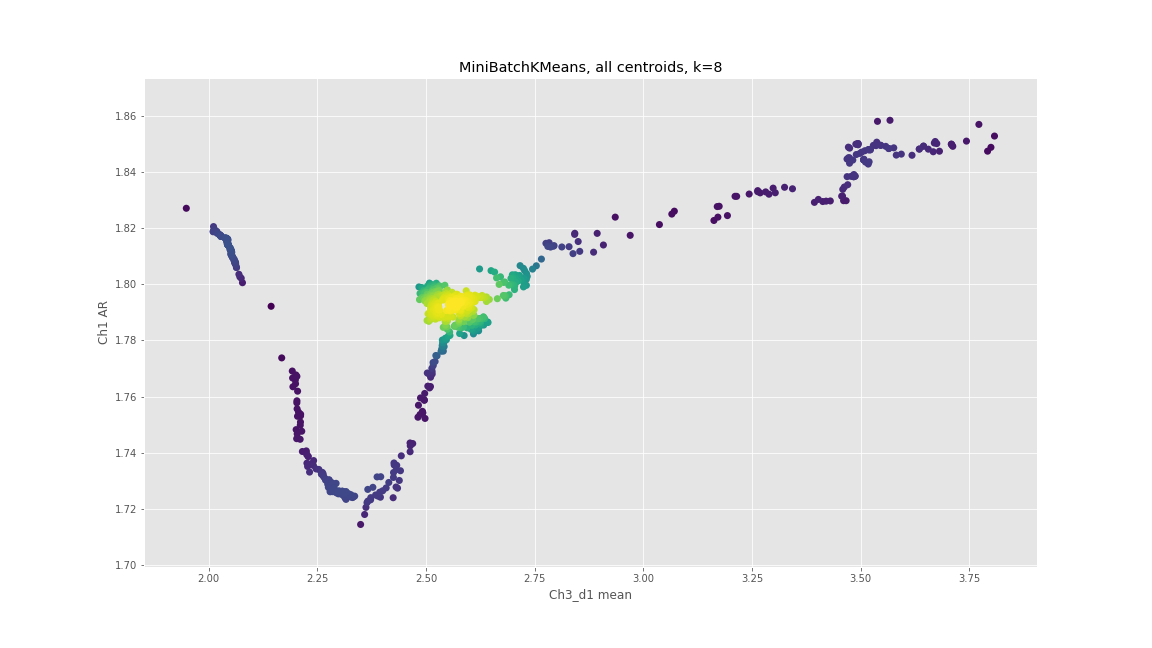 MiniBatchKMeans, all centroids, k=8
Ch1 AR
1.86
1.84
1.82
1.80
1.78
1.76
1.74
1.72
1.70
2.00 2.25 2.50 2.75 3.00 3.25 3.50 3.75
Ch3_d1 mean